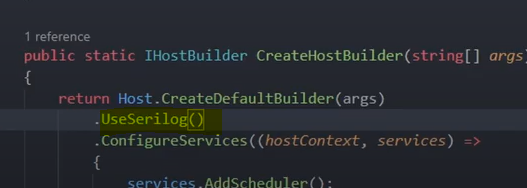 1 reference
public static IHostBuilder CreateHostBuilder(string[] args)
{
return Host.CreateDefaultBuilder(args)
.UseSerilog()
.ConfigureServices((hostContext, services) =>
{
services.AddScheduler();